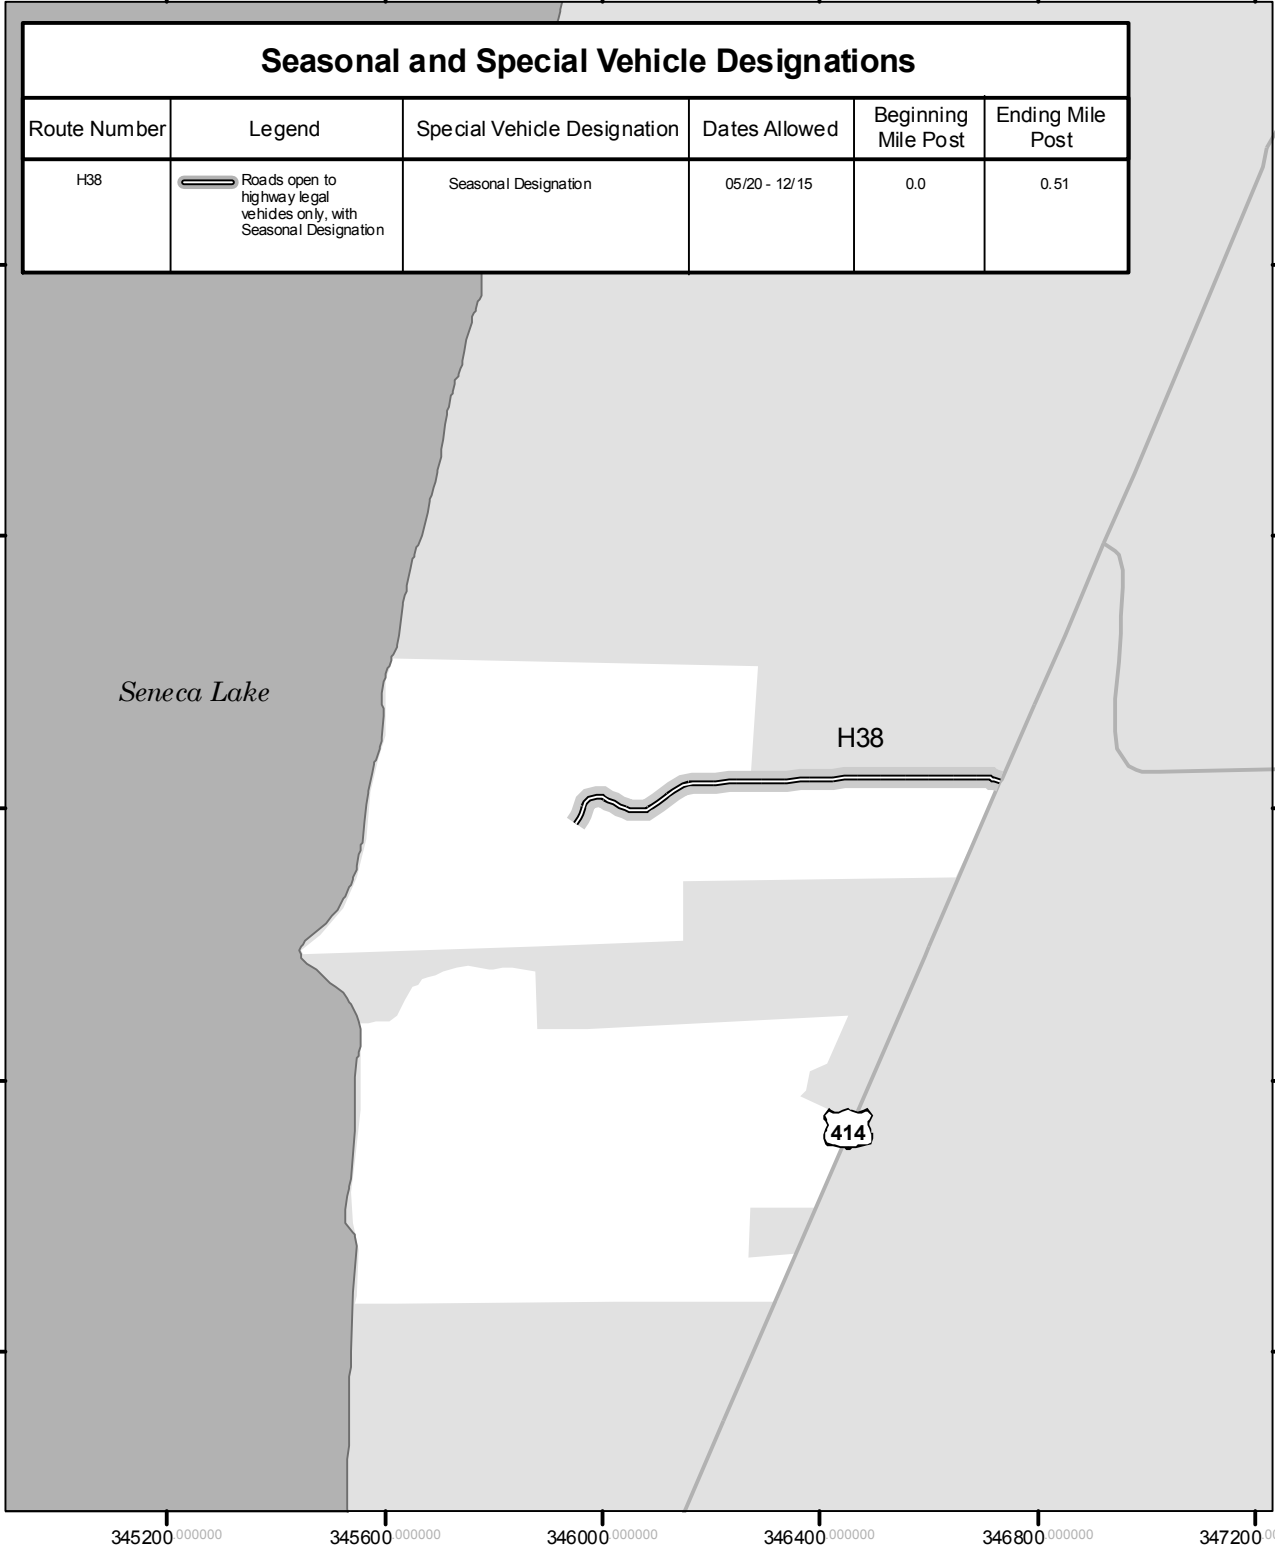 Seasonal and Special Vehicle Designations
Route Number
Legend
Special Vehicle Designation
Dates Allowed
Beginning
Mile Post
Ending Mile
Post
H38
Roads open to
highway legal
vehicles only, with
Seasonal Designation
Seasonal Designation
05/20 - 12/15
0.0
0.51
Seneca Lake
H38
414
345200.000000 345600.000000 346000.000000 346400.000000 346800.000000 347200.00